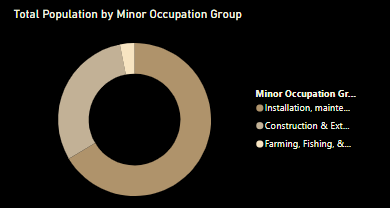 Total Population by Minor Occupation Group
Minor Occupation Gr...
Installation, mainte...
Construction & Ext...
Farming, Fishing, &...